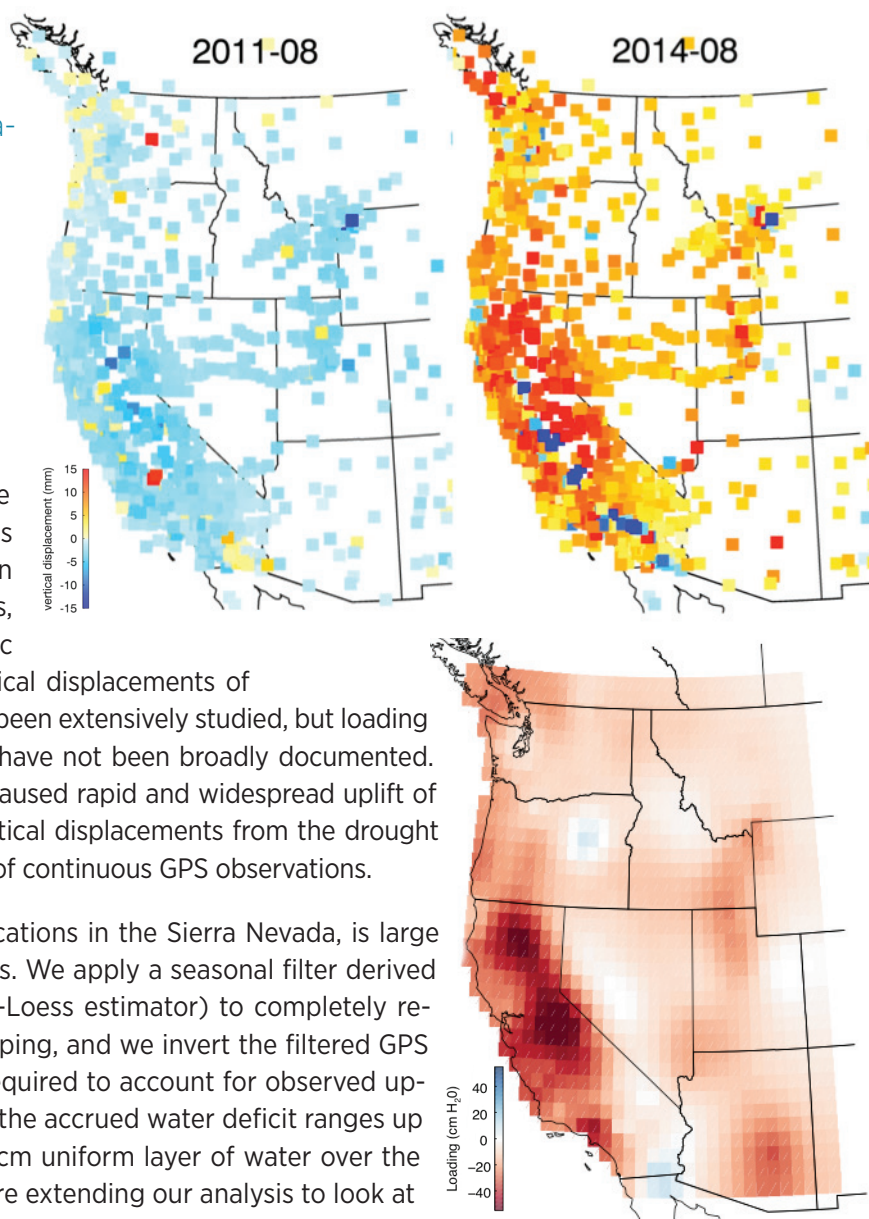 2011-08
2014-08
a-
15
10
5
0
-5
-10
-15
vertical displacement (mm)
e
s
n
s,
c
ical displacements of
been extensively studied, but loading
have not been broadly documented.
aused rapid and widespread uplift of
tical displacements from the drought
of continuous GPS observations.
cations in the Sierra Nevada, is large
s. We apply a seasonal filter derived
-Loess estimator) to completely re-
ping, and we invert the filtered GPS
equired to account for observed up-
the accrued water deficit ranges up
cm uniform layer of water over the
re extending our analysis to look at
40
20
0
−20
−40
Loading (cm H20)